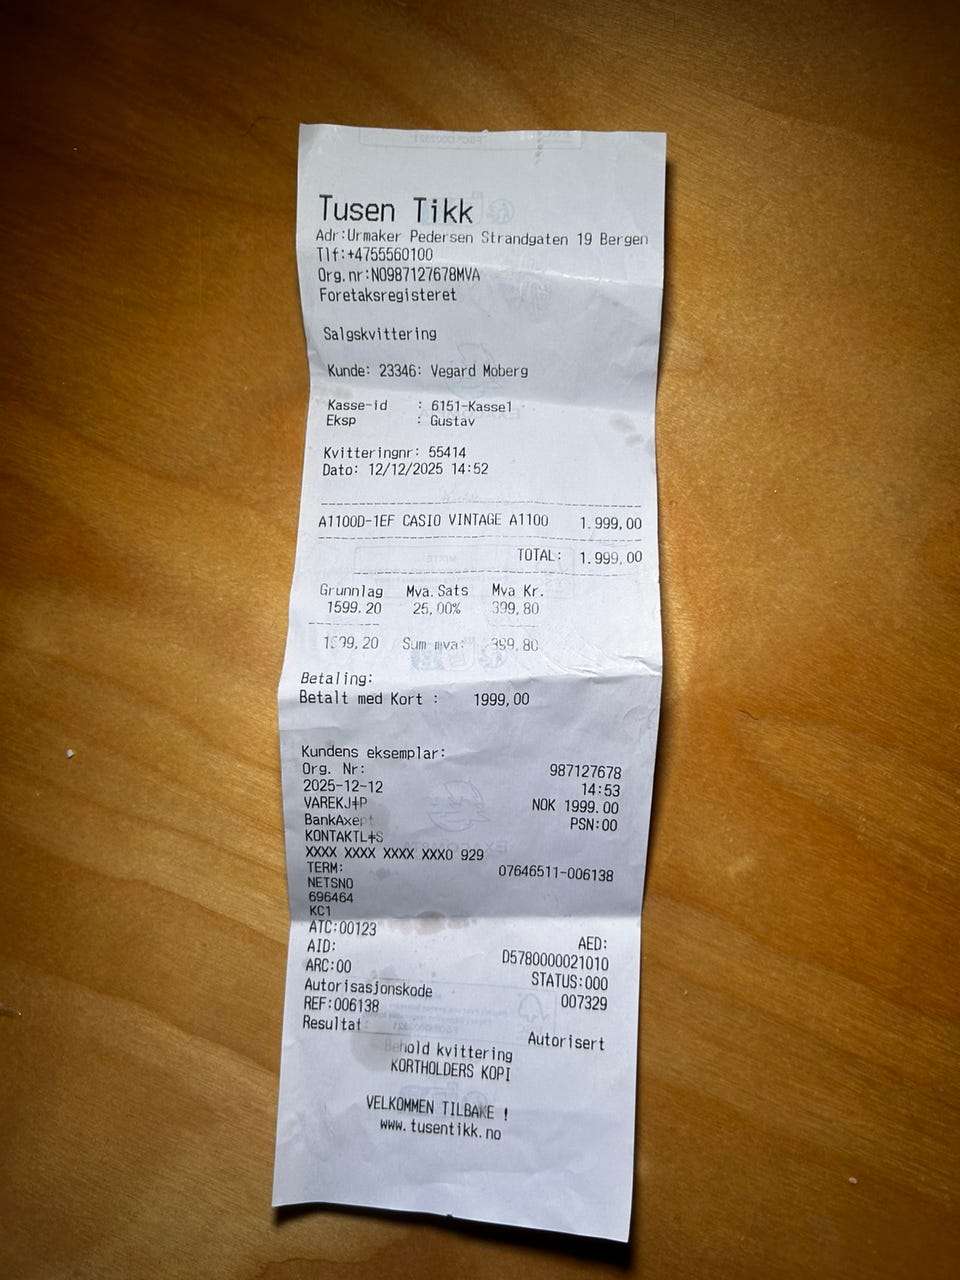 Tusen Tikk
Adr:Urmaker Pedersen Strandgaten 19 Bergen
Tlf:+4755560100
Org.nr:NO987127678MVA
Foretaksregisteret
Salgskvittering
Kunde: 23346: Vegard Moberg
Kasse-id : 6151-Kasse1
Eksp : Gustav
Kvitteringnr: 55414
Dato: 12/12/2025 14:52
A1100D-1EF CASIO VINTAGE A1100 1.999,00
TOTAL: 1.999,00
Grunnlag Mva.Sats Mva Kr.
1599,20 25,00% 399,80
1599,20 Sum mva: 399,80
Betaling:
Betalt med Kort : 1999,00
Kundens eksemplar:
Org. Nr: 987127678
2025-12-12 14:53
VAREKJ╪P NOK 1999.00
BankAxept PSN:00
KONTAKTL╪S
XXXX XXXX XXXX XXX0 929
TERM: 07646511-006138
NETSNO
696464
KC1
ATC:00123 AED:
AID: D5780000021010
ARC:00 STATUS:000
Autorisasjonskode 007329
REF:006138
Resultat: Autorisert
Behold kvittering
KORTHOLDERS KOPI
VELKOMMEN TILBAKE !
www.tusentikk.no